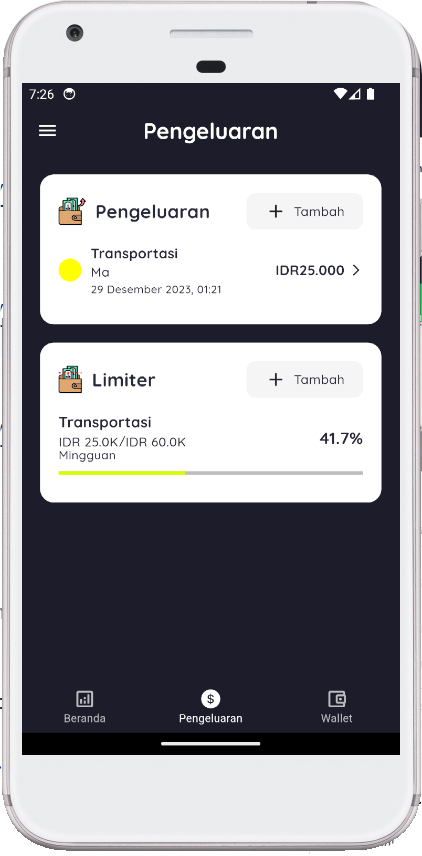 7:26
Pengeluaran
Pengeluaran
+ Tambah
Transportasi
Ma
IDR25.000
29 Desember 2023, 01:21
Limiter
+ Tambah
Transportasi
IDR 25.0K/IDR 60.0K
41.7%
Mingguan
Beranda
Pengeluaran
Wallet